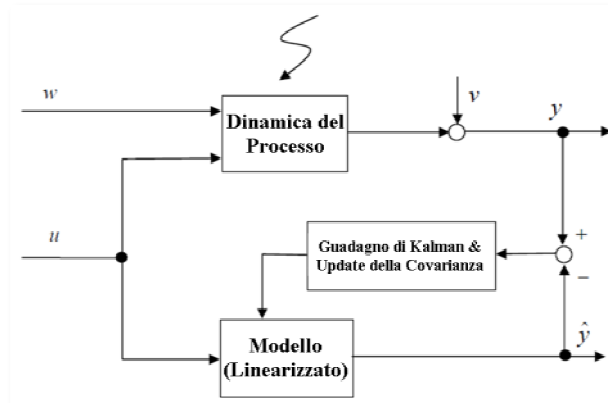 w
Dinamica del
Processo
v
y
u
Guadagno di Kalman &
Update della Covarianza
+
−
Modello
(Linearizzato)
ŷ